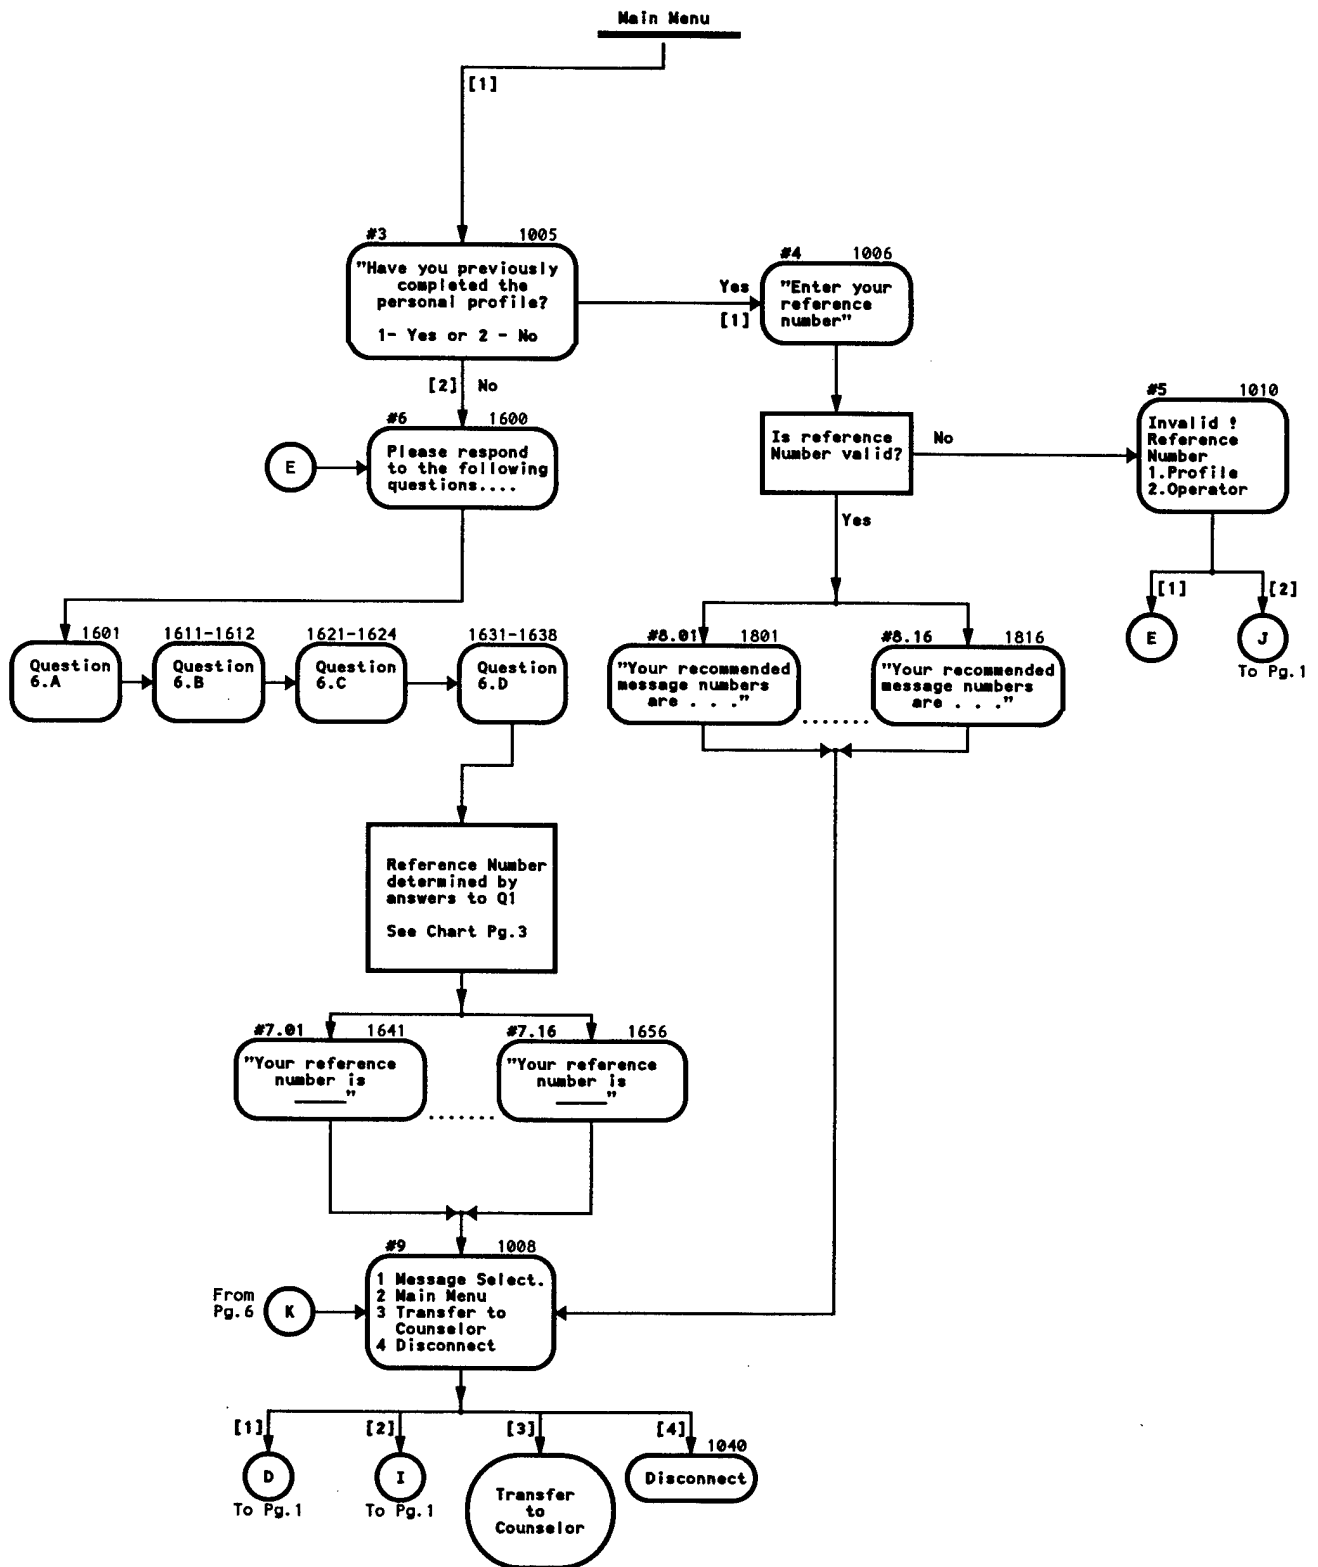 Main Menu
[1]
#3 1005
"Have you previously
completed the
personal profile?
1- Yes or 2 - No
Yes
[1]
#4 1006
"Enter your
reference
number"
[2] No
#6 1600
Please respond
to the following
questions....
E
Is reference
Number valid?
No
Yes
#5 1010
Invalid !
Reference
Number
1.Profile
2.Operator
[1]
[2]
E
J
To Pg.1
1601
Question
6.A
1611-1612
Question
6.B
1621-1624
Question
6.C
1631-1638
Question
6.D
#8.01 1801
"Your recommended
message numbers
are . . ."
.......
#8.16 1816
"Your recommended
message numbers
are . . ."
Reference Number
determined by
answers to Q1
See Chart Pg.3
#7.01 1641
"Your reference
number is
_____"
.......
#7.16 1656
"Your reference
number is
_____"
From
Pg.6
K
#9 1008
1 Message Select.
2 Main Menu
3 Transfer to
Counselor
4 Disconnect
[1]
[2]
[3]
[4]
D
To Pg.1
I
To Pg.1
Transfer
to
Counselor
1040
Disconnect